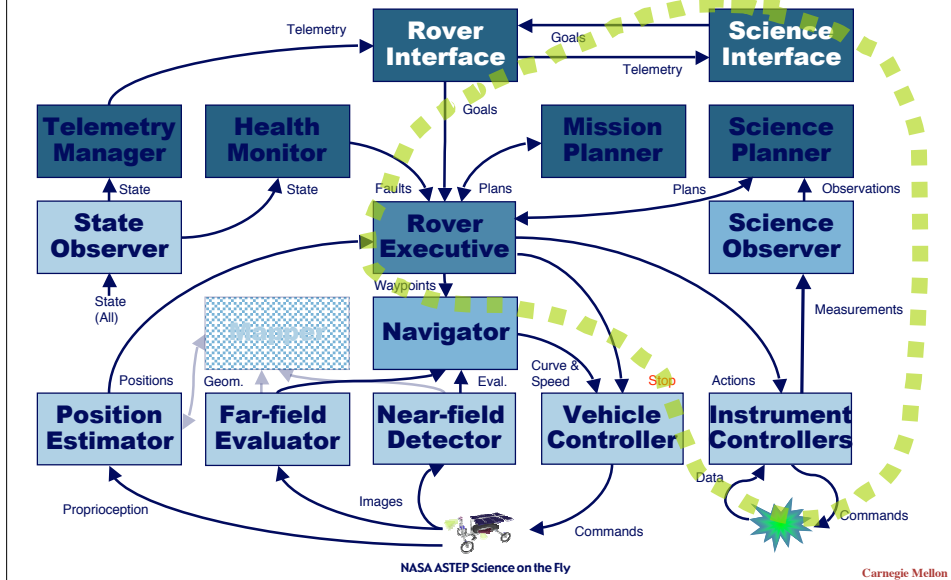 Telemetry
Rover
Interface
Goals
Telemetry
Science
Interface
Goals
Telemetry
Manager
Health
Monitor
Mission
Planner
Science
Planner
State
State
Faults
Plans
Plans
Observations
State
Observer
Rover
Executive
Science
Observer
State
(All)
Waypoints
Measurements
Mapper
Navigator
Positions
Geom.
Eval.
Curve &
Speed
Stop
Actions
Position
Estimator
Far-field
Evaluator
Near-field
Detector
Vehicle
Controller
Instrument
Controllers
Data
Proprioception
Images
Commands
Commands
NASA ASTEP Science on the Fly
Carnegie Mellon